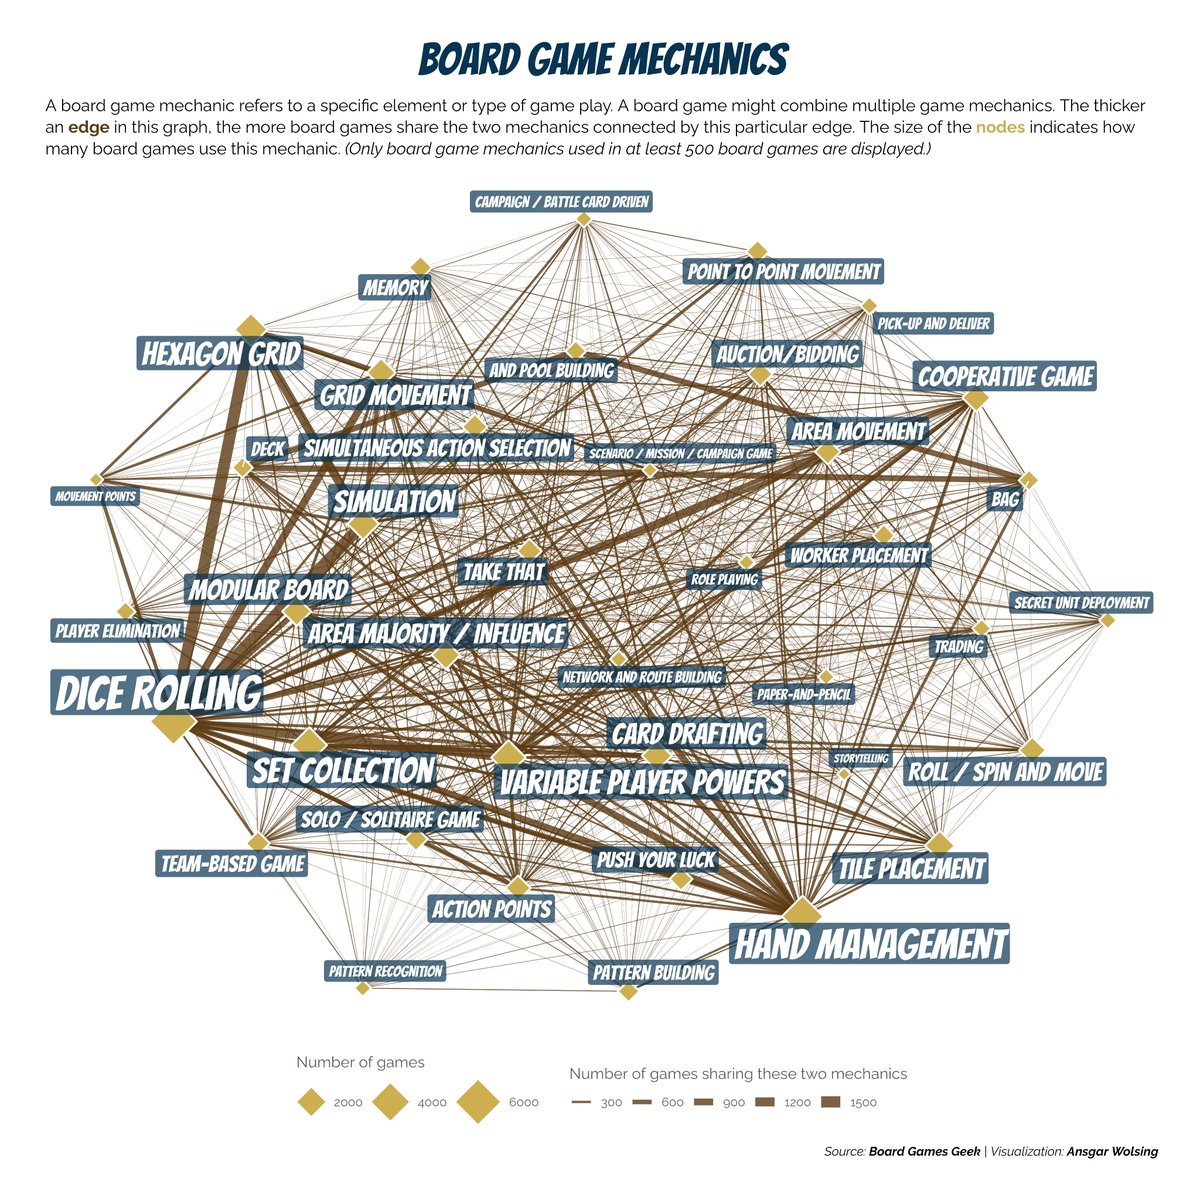 BOARD GAME MECHANICS
A board game mechanic refers to a specific element or type of game play. A board game might combine multiple game mechanics. The thicker
an edge in this graph, the more board games share the two mechanics connected by this particular edge. The size of the nodes indicates how
many board games use this mechanic. (Only board game mechanics used in at least 500 board games are displayed.)
CAMPAIGN / BATTLE CARD DRIVEN
POINT TO POINT MOVEMENT
MEMORY
PICK-UP AND DELIVER
HEXAGON GRID
AUCTION/BIDDING
AND POOL BUILDING
COOPERATIVE GAME
GRID MOVEMENT
AREA MOVEMENT
DECK
SIMULTANEOUS ACTION SELECTION
SCENARIO / MISSION / CAMPAIGN GAME
MOVEMENT POINTS
SIMULATION
BAG
WORKER PLACEMENT
TAKE THAT
ROLE PLAYING
MODULAR BOARD
SECRET UNIT DEPLOYMENT
PLAYER ELIMINATION
AREA MAJORITY / INFLUENCE
TRADING
NETWORK AND ROUTE BUILDING
DICE ROLLING
PAPER-AND-PENCIL
CARD DRAFTING
STORYTELLING
SET COLLECTION
VARIABLE PLAYER POWERS
ROLL / SPIN AND MOVE
SOLO / SOLITAIRE GAME
TEAM-BASED GAME
PUSH YOUR LUCK
TILE PLACEMENT
ACTION POINTS
HAND MANAGEMENT
PATTERN RECOGNITION
PATTERN BUILDING
Number of games
2000 4000 6000
Number of games sharing these two mechanics
300 600 900 1200 1500
Source: Board Games Geek | Visualization: Ansgar Wolsing